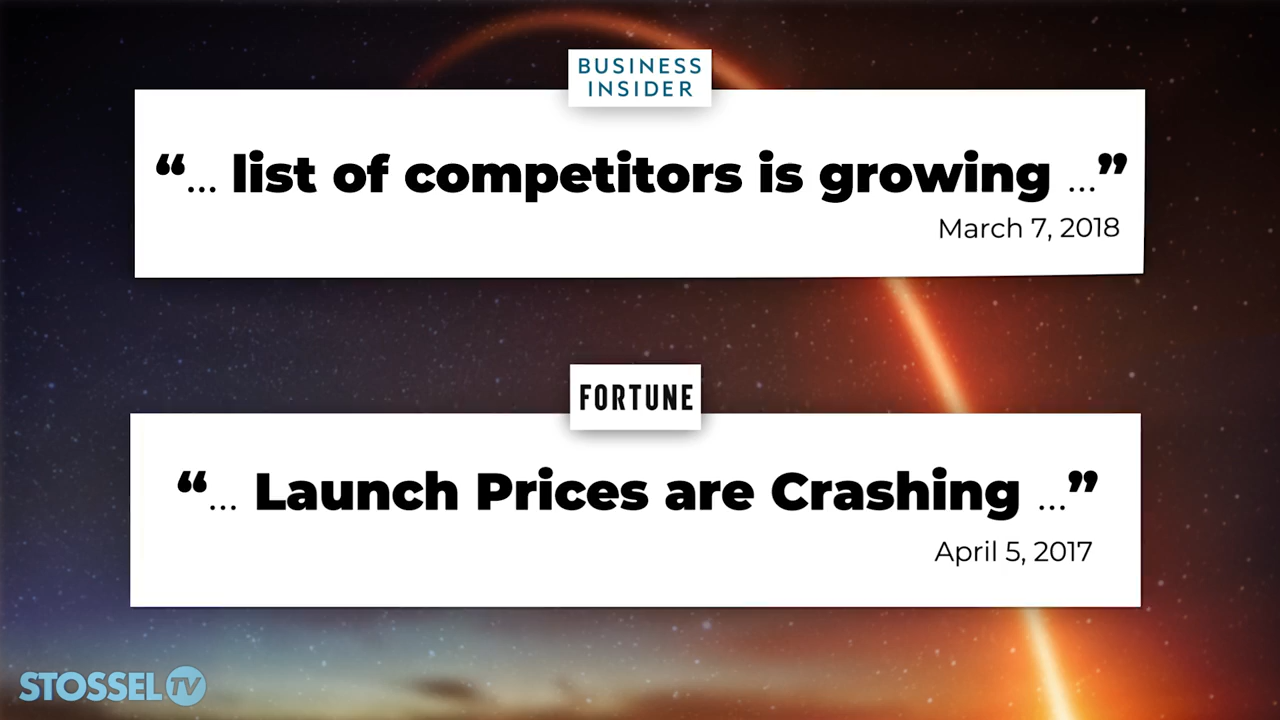 BUSINESS
INSIDER
“... list of competitors is growing ...”
March 7, 2018
FORTUNE
“... Launch Prices are Crashing ...”
April 5, 2017
STOSSEL TV